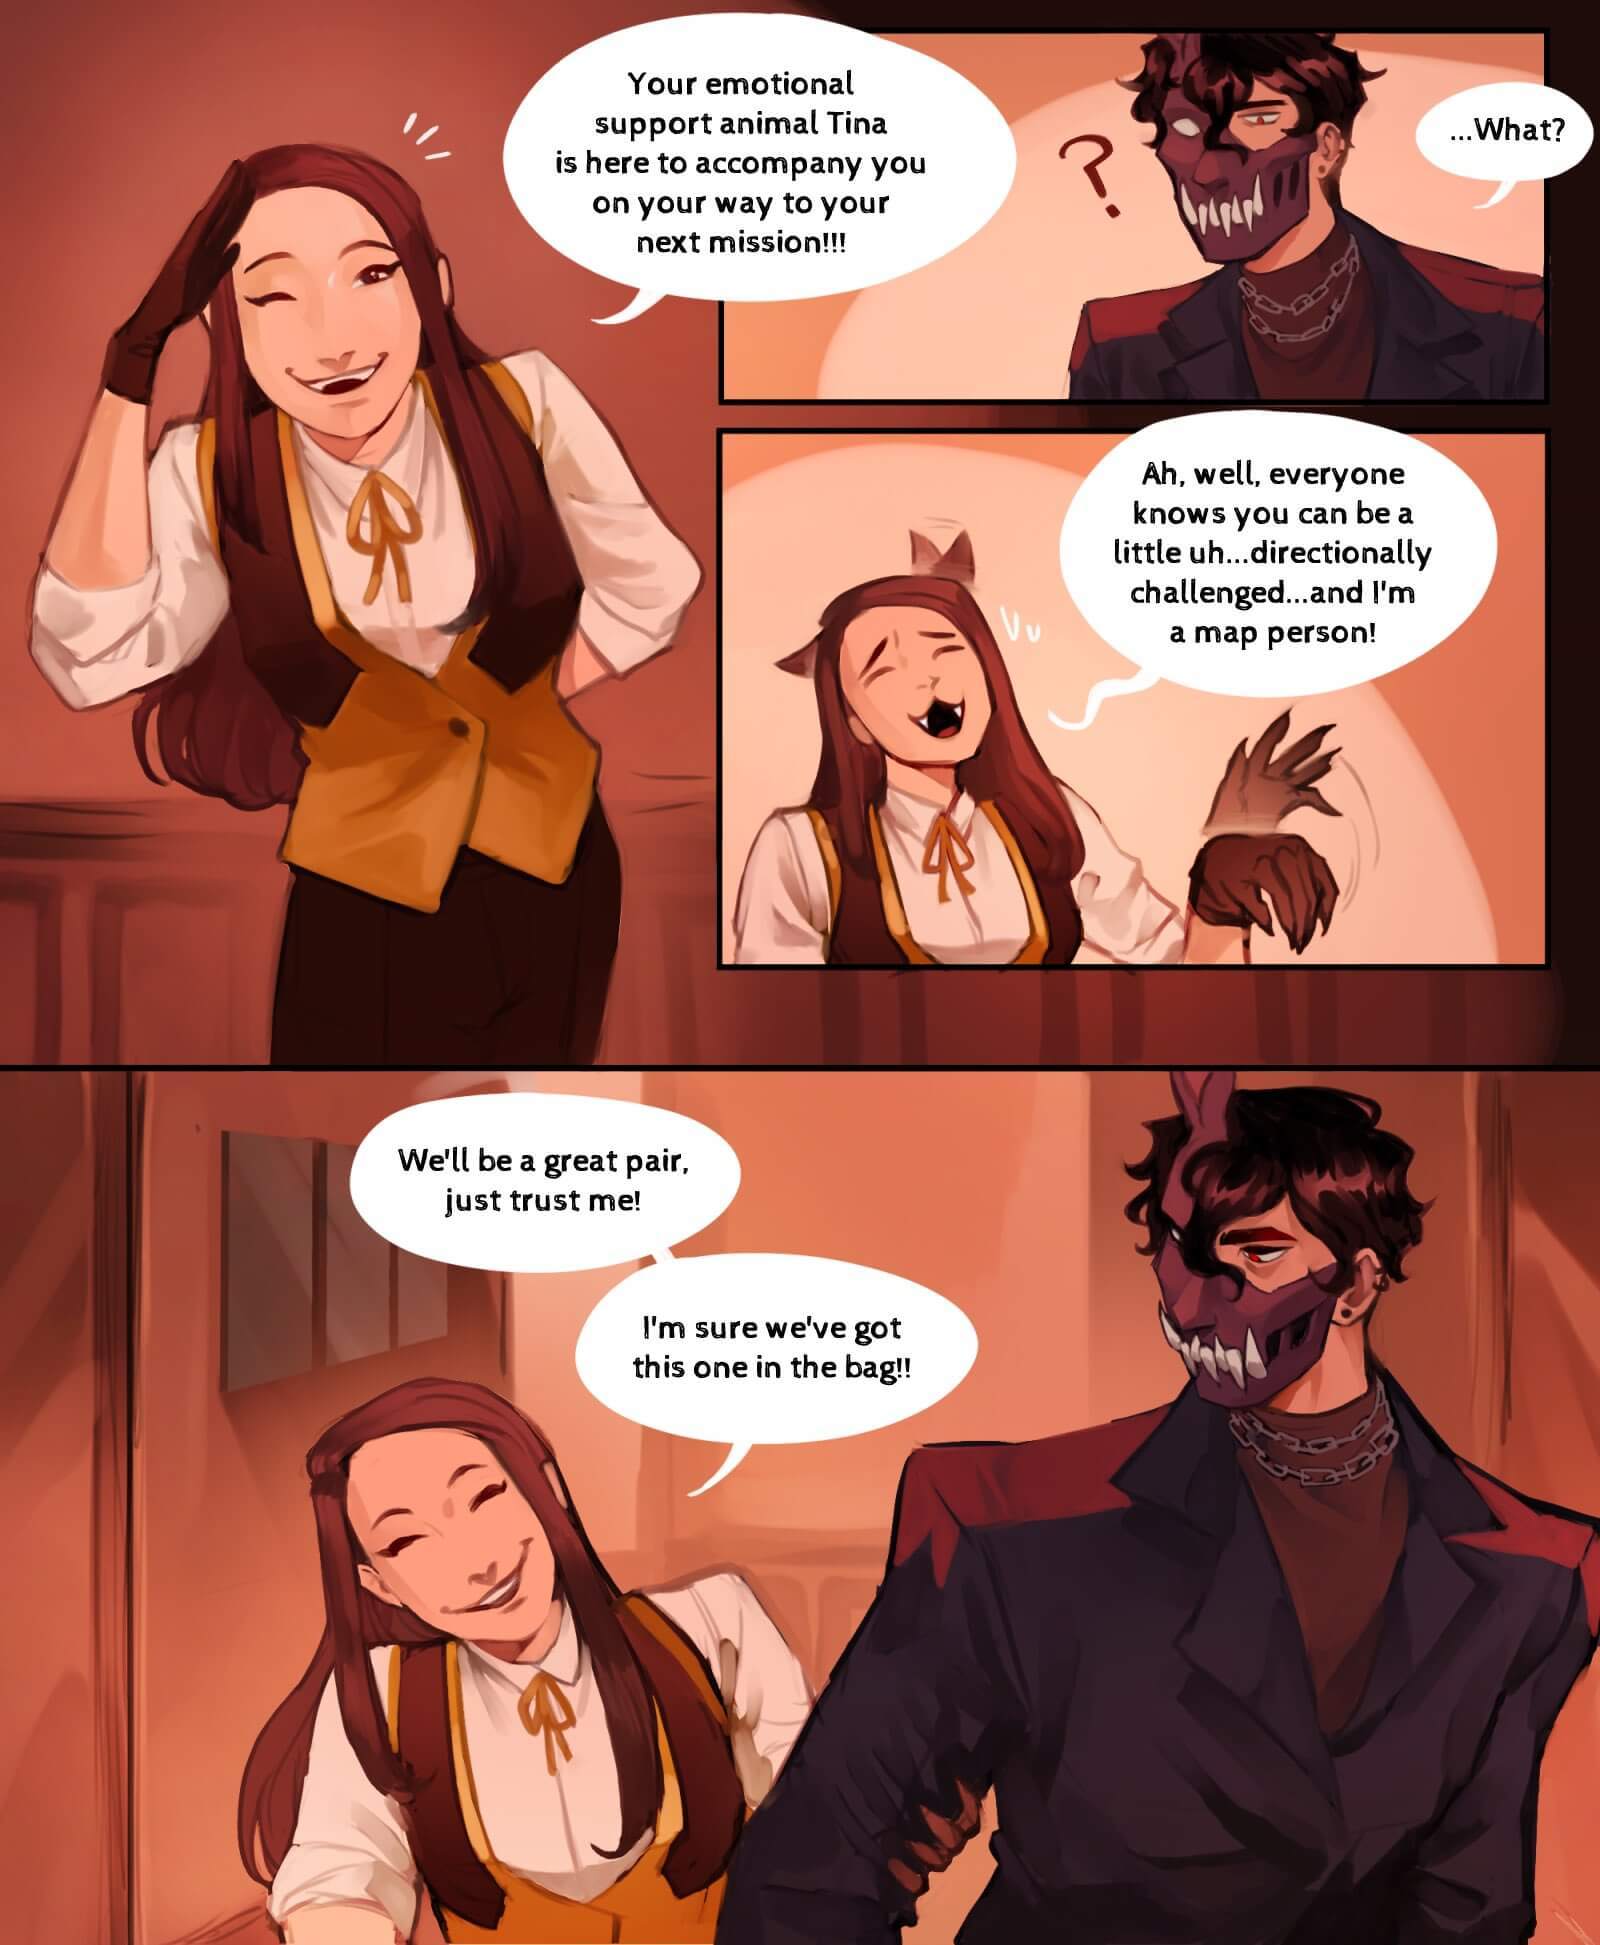 Your emotional
support animal Tina
is here to accompany you
on your way to your
next mission!!!
?
...What?
Ah, well, everyone
knows you can be a
little uh...directionally
challenged...and I'm
a map person!
We'll be a great pair,
just trust me!
I'm sure we've got
this one in the bag!!